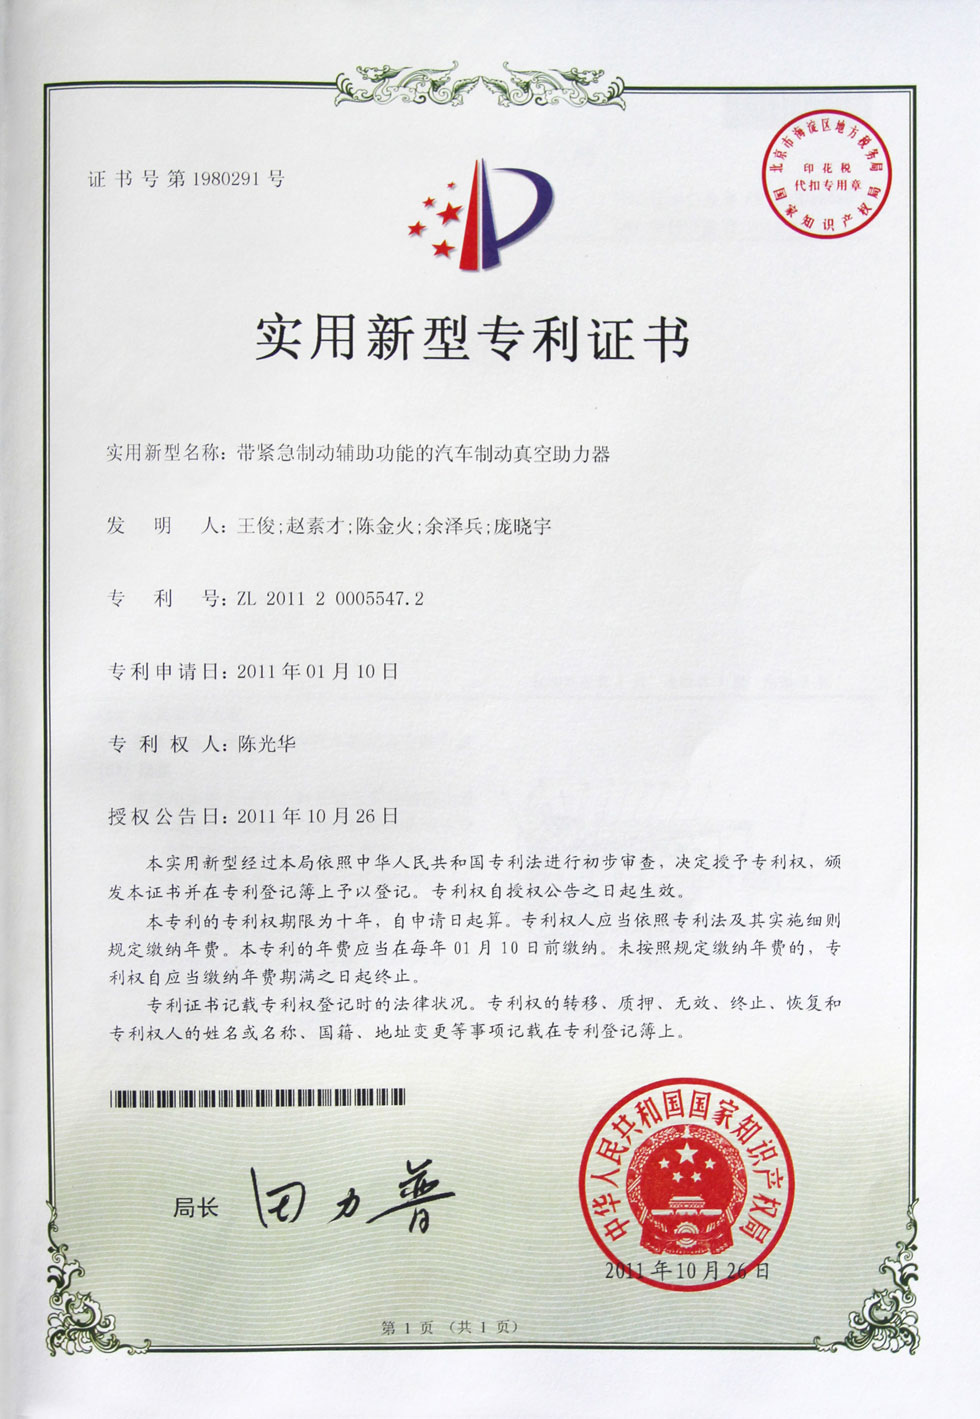 证书号第1980291号
北京市海淀区地方税务局
印花税
代扣专用章
国家知识产权局
实用新型专利证书
实用新型名称：带紧急制动辅助功能的汽车制动真空助力器
发明人：王俊;赵素才;陈金火;余泽兵;庞晓宇
专利号：ZL 2011 2 0005547.2
专利申请日：2011年01月10日
专利权人：陈光华
授权公告日：2011年10月26日
本实用新型经过本局依照中华人民共和国专利法进行初步审查，决定授予专利权，颁
发本证书并在专利登记簿上予以登记。专利权自授权公告之日起生效。
本专利的专利权期限为十年，自申请日起算。专利权人应当依照专利法及其实施细则
规定缴纳年费。本专利的年费应当在每年01月10日前缴纳。未按照规定缴纳年费的，专
利权自应当缴纳年费期满之日起终止。
专利证书记载专利权登记时的法律状况。专利权的转移、质押、无效、终止、恢复和
专利权人的姓名或名称、国籍、地址变更等事项记载在专利登记簿上。
局长 田力普
中华人民共和国国家知识产权局
2011年10月26日
第1页（共1页）